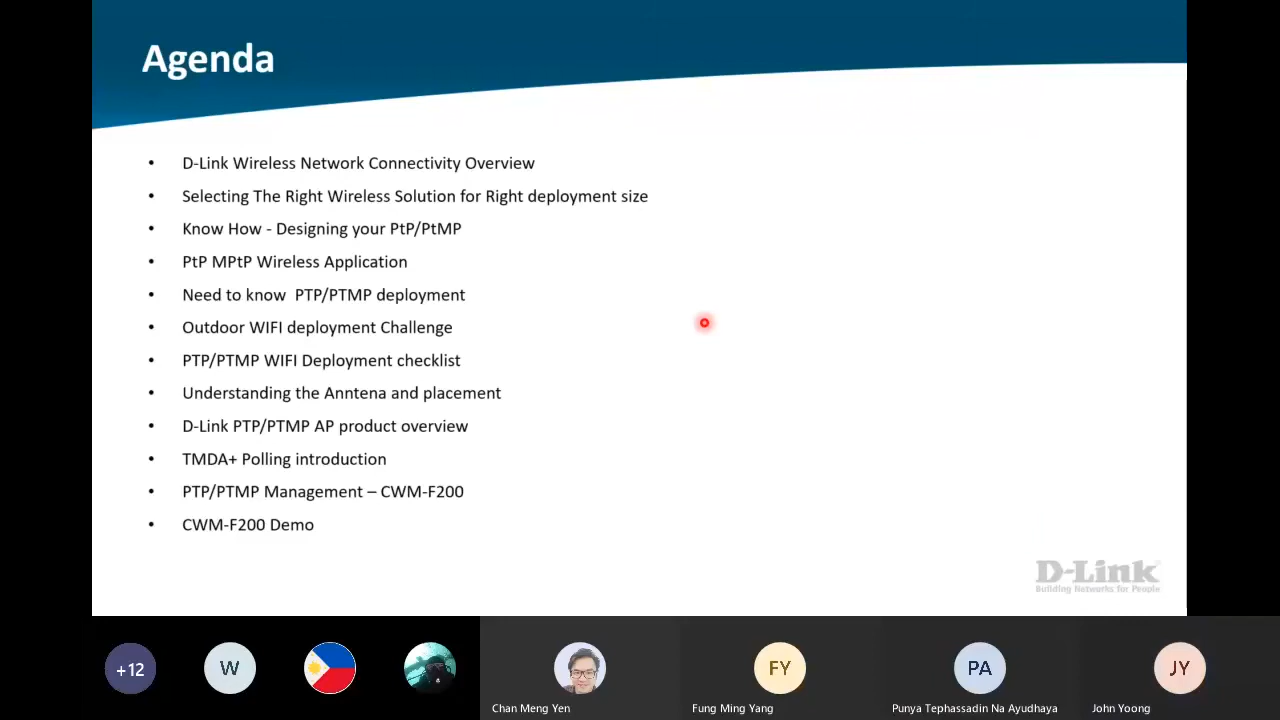 Agenda
• D-Link Wireless Network Connectivity Overview
• Selecting The Right Wireless Solution for Right deployment size
• Know How - Designing your PtP/PtMP
• PtP MPtP Wireless Application
• Need to know  PTP/PTMP deployment
• Outdoor WIFI deployment Challenge
• PTP/PTMP WIFI Deployment checklist
• Understanding the Anntena and placement
• D-Link PTP/PTMP AP product overview
• TMDA+ Polling introduction
• PTP/PTMP Management – CWM-F200
• CWM-F200 Demo
D-Link
Building Networks for People
+12
W
FY
PA
JY
Chan Meng Yen
Fung Ming Yang
Punya Tephassadin Na Ayudhaya
John Yoong